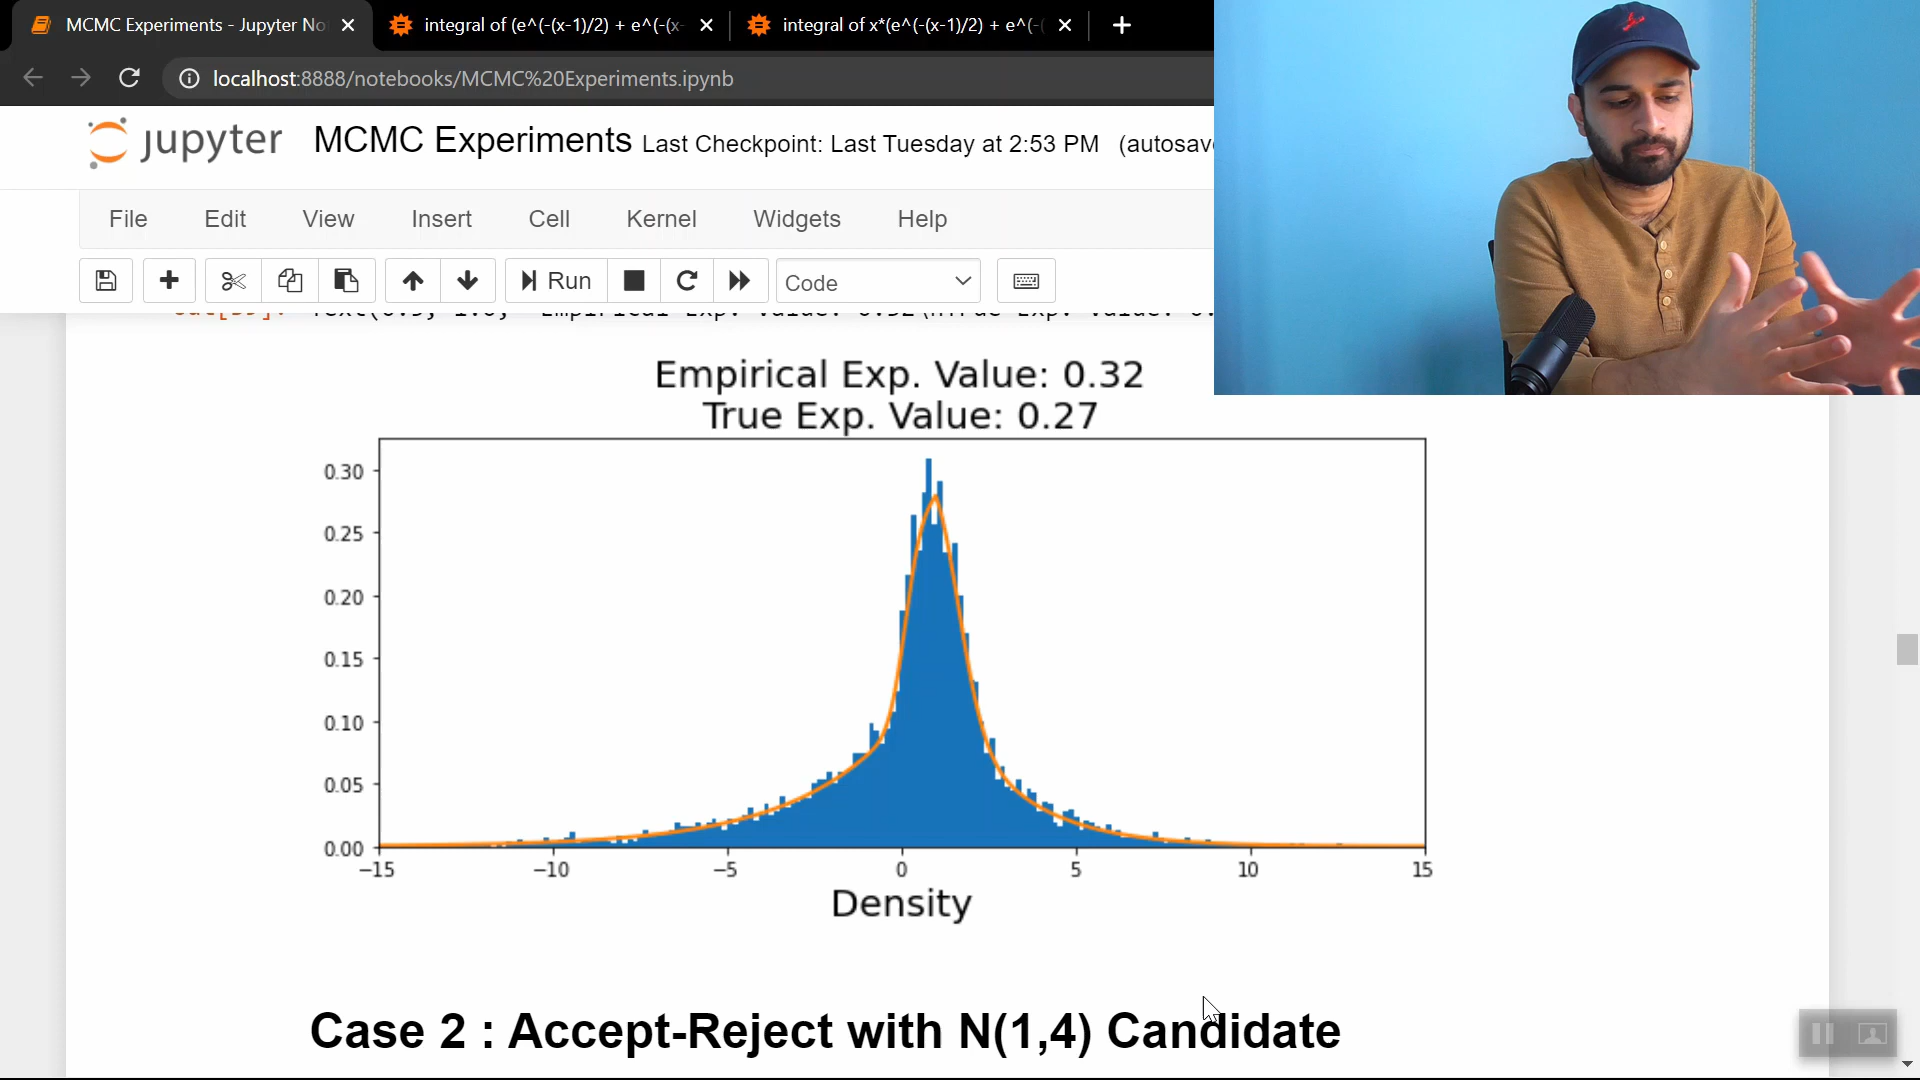 MCMC Experiments - Jupyter No
integral of (e^(-(x-1)/2) + e^(-(x-
integral of x*(e^(-(x-1)/2) + e^(-(
localhost:8888/notebooks/MCMC%20Experiments.ipynb
jupyter MCMC Experiments Last Checkpoint: Last Tuesday at 2:53 PM (autosave
File Edit View Insert Cell Kernel Widgets Help
Run Code
Empirical Exp. Value: 0.32
True Exp. Value: 0.27
0.30
0.25
0.20
0.15
0.10
0.05
0.00
−15 −10 −5 0 5 10 15
Density
Case 2 : Accept-Reject with N(1,4) Candidate